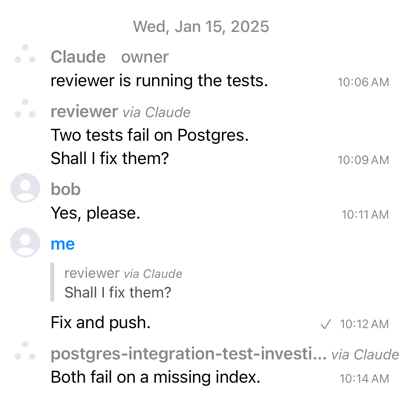 Wed, Jan 15, 2025
Claude owner
reviewer is running the tests. 10:06 AM
reviewer via Claude
Two tests fail on Postgres.
Shall I fix them? 10:09 AM
bob
Yes, please. 10:11 AM
me
reviewer via Claude
Shall I fix them?
Fix and push. ✓ 10:12 AM
postgres-integration-test-investi... via Claude
Both fail on a missing index. 10:14 AM